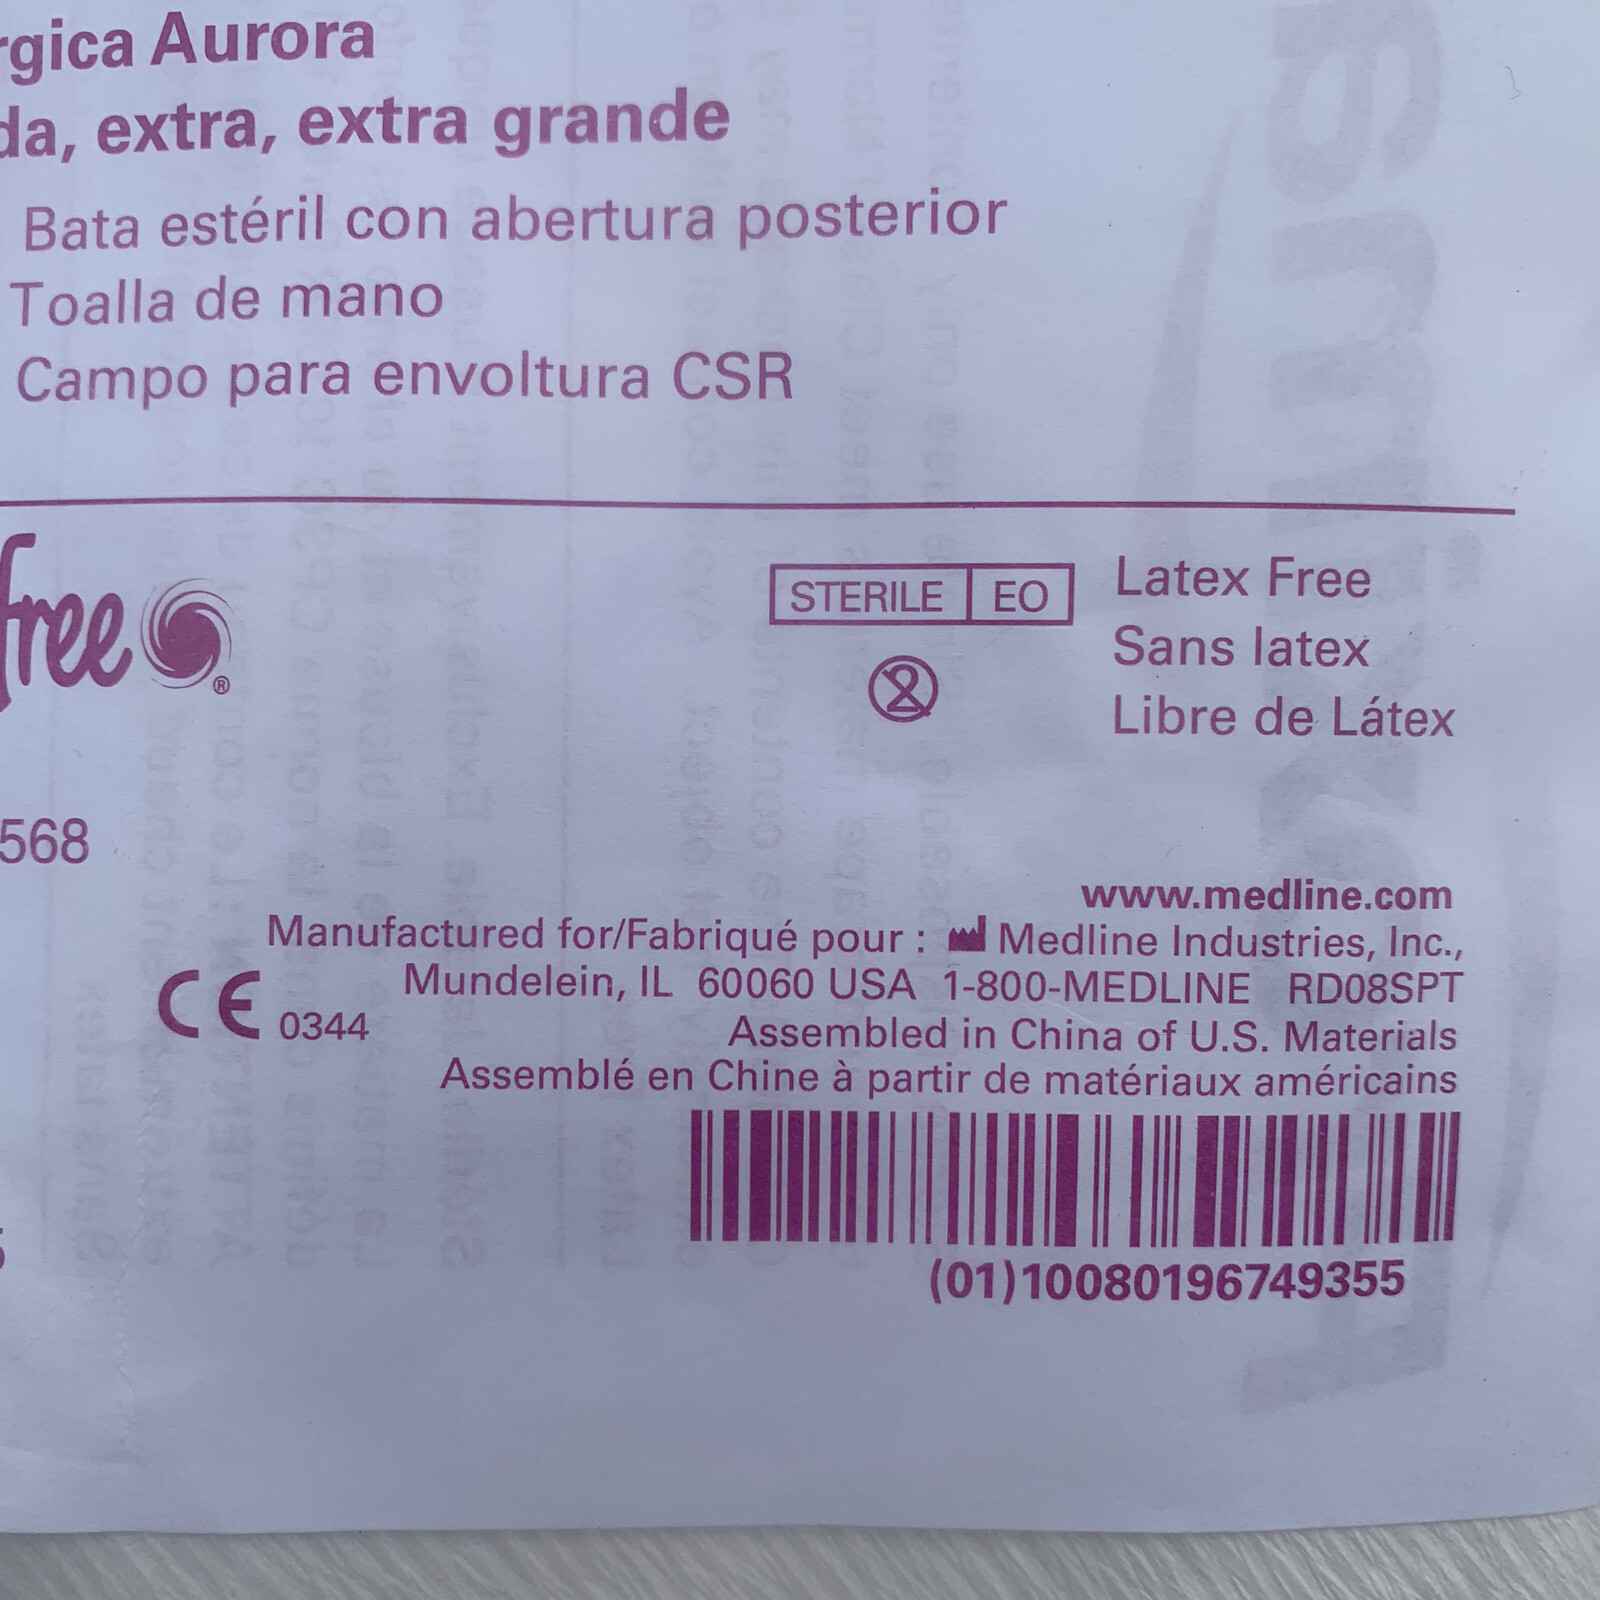 rgica Aurora
da, extra, extra grande
Bata estéril con abertura posterior
Toalla de mano
Campo para envoltura CSR
free ®
STERILE EO
2
Latex Free
Sans latex
Libre de Látex
568
www.medline.com
Manufactured for/Fabriqué pour : Medline Industries, Inc.,
Mundelein, IL 60060 USA 1-800-MEDLINE RD08SPT
CE 0344
Assembled in China of U.S. Materials
Assemblé en Chine à partir de matériaux américains
(01)10080196749355